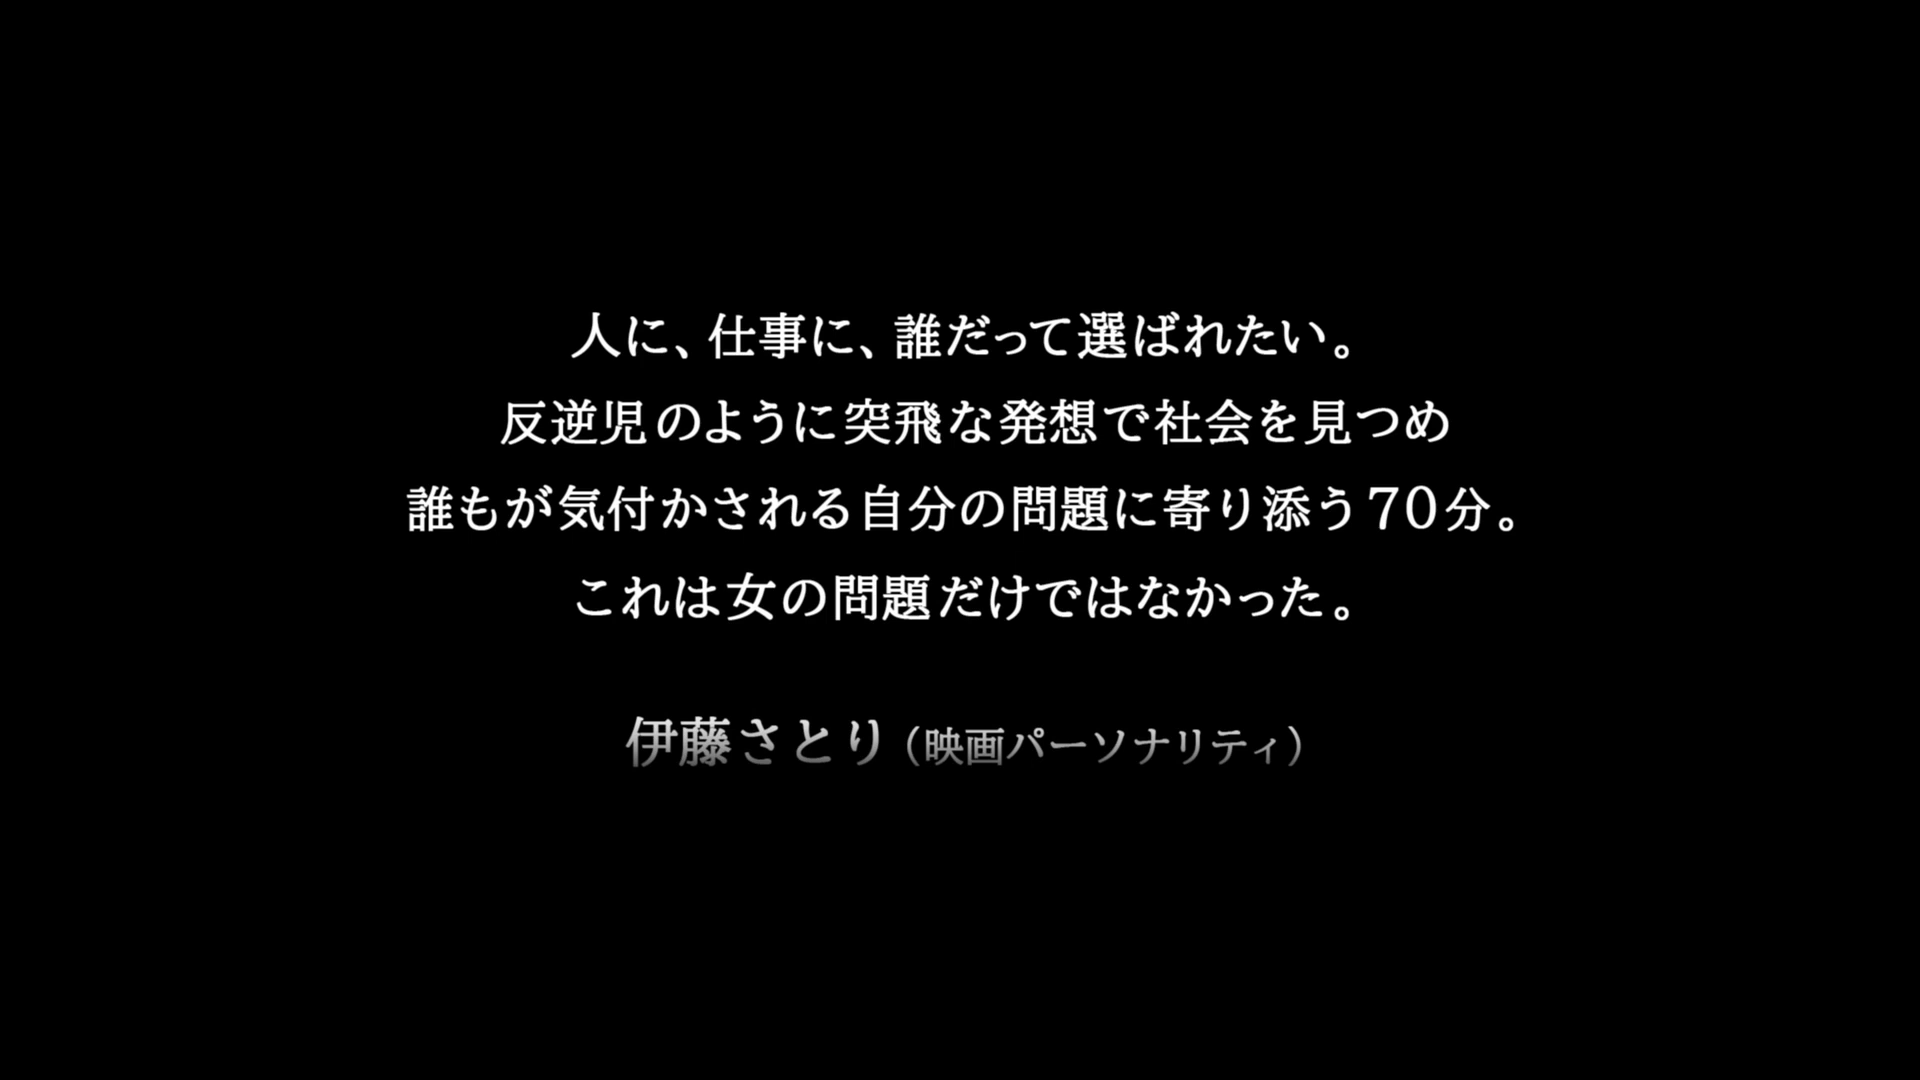 人に、仕事に、誰だって選ばれたい。
反逆児のように突飛な発想で社会を見つめ
誰もが気付かされる自分の問題に寄り添う70分。
これは女の問題だけではなかった。
伊藤さとり（映画パーソナリティ）